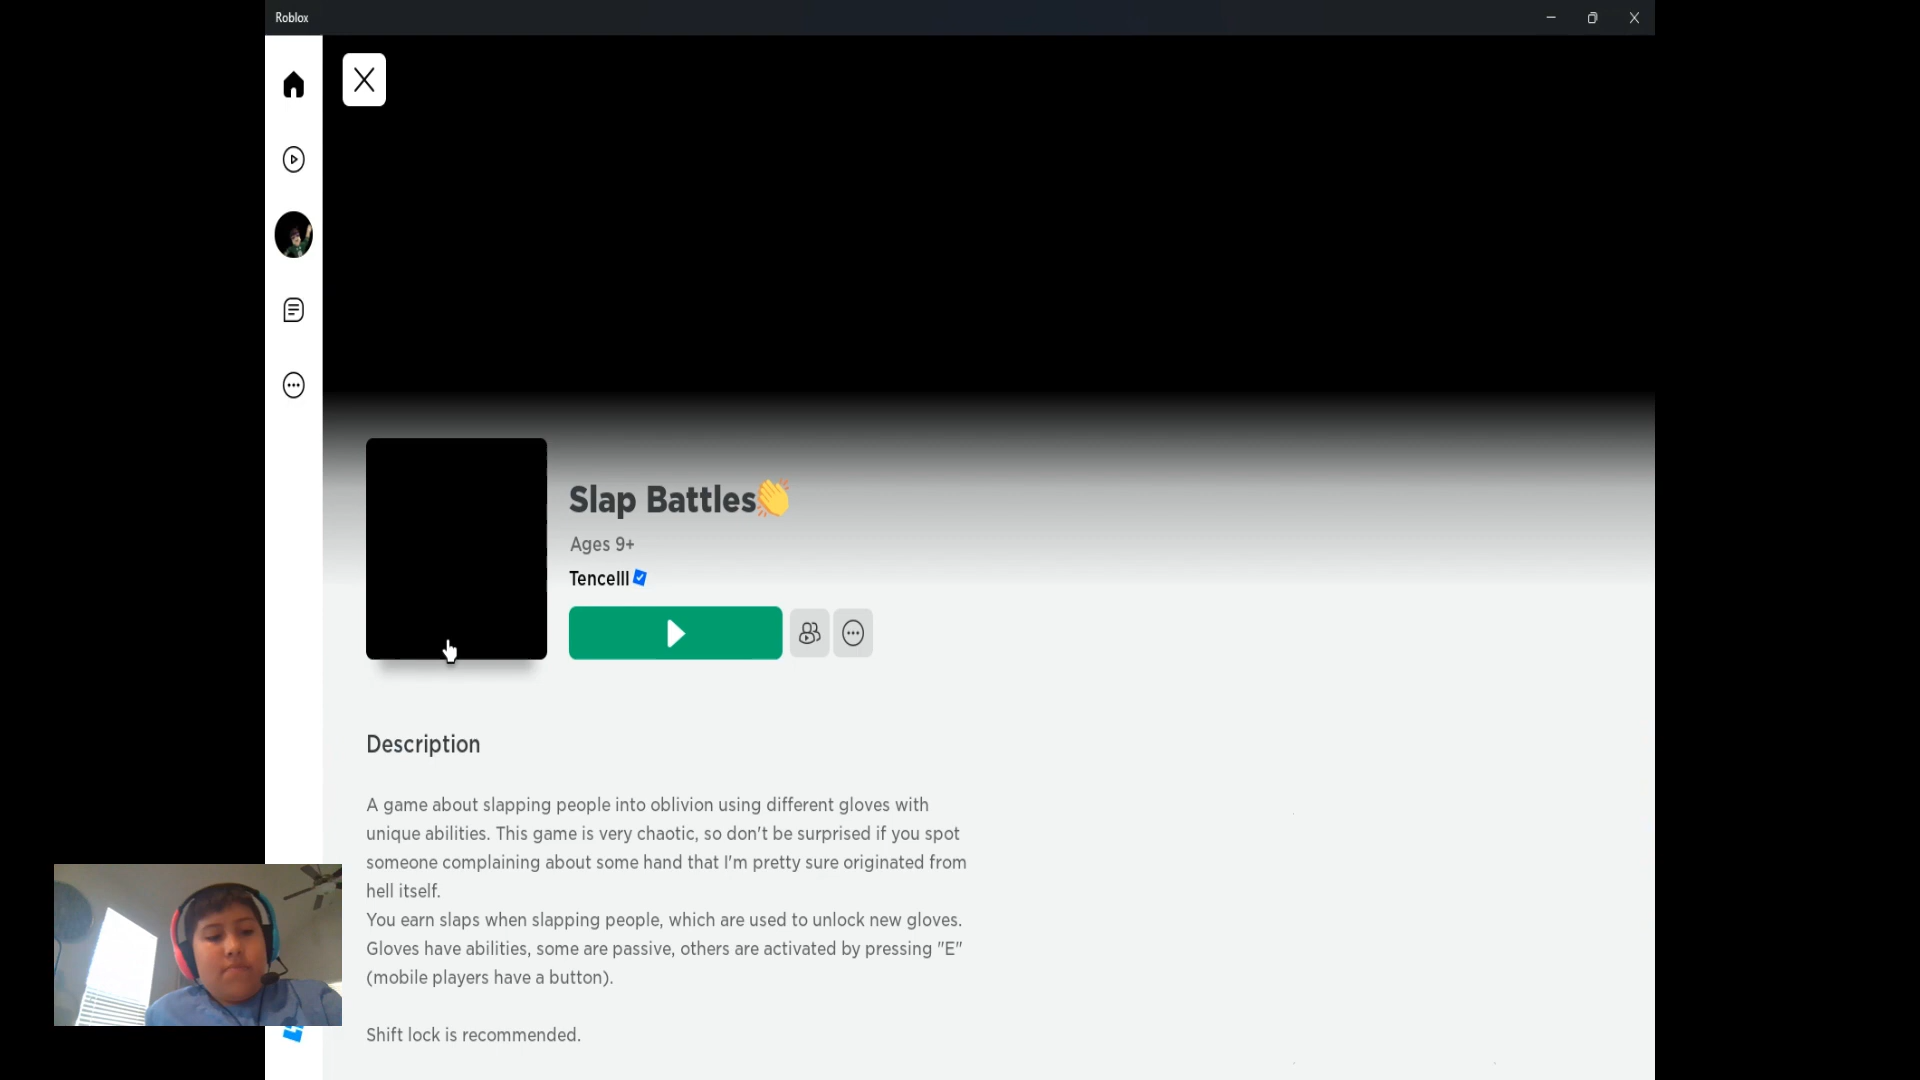 Roblox
Slap Battles👏
Ages 9+
Tencelll
Description
A game about slapping people into oblivion using different gloves with
unique abilities. This game is very chaotic, so don't be surprised if you spot
someone complaining about some hand that I'm pretty sure originated from
hell itself.
You earn slaps when slapping people, which are used to unlock new gloves.
Gloves have abilities, some are passive, others are activated by pressing "E"
(mobile players have a button).
Shift lock is recommended.